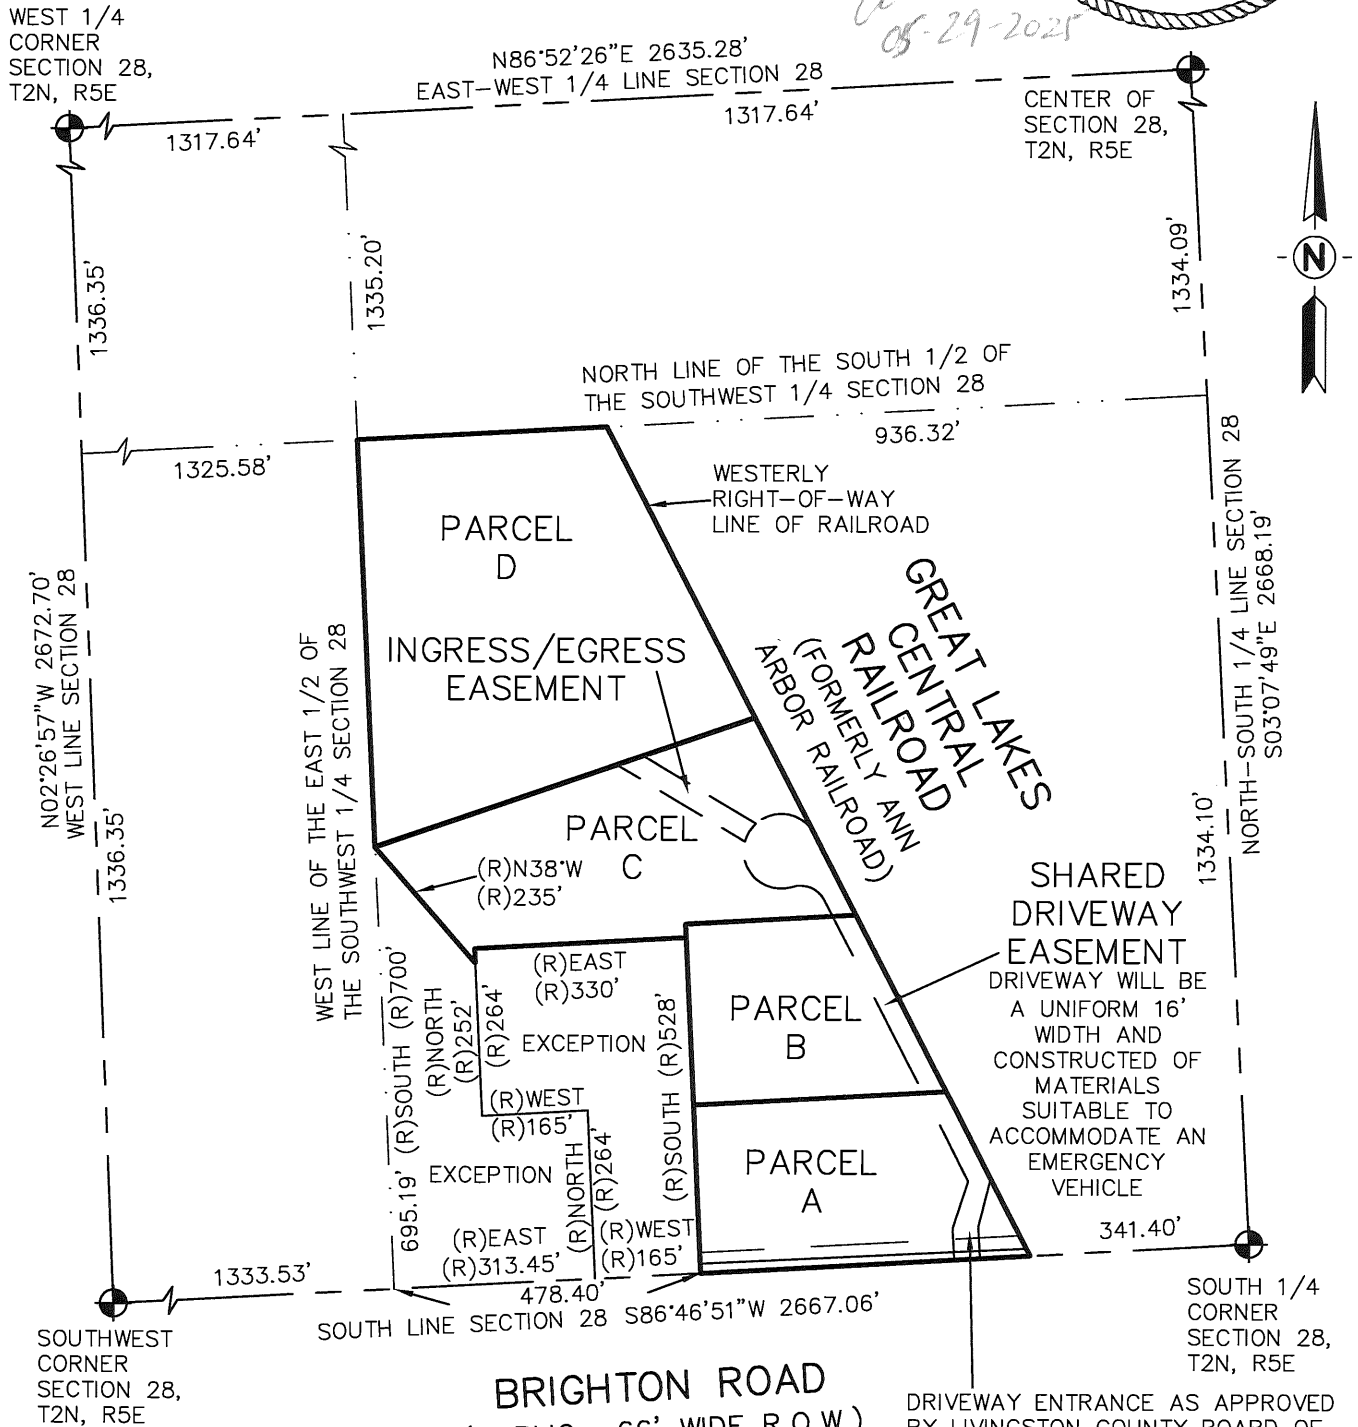 WEST 1/4
CORNER
SECTION 28,
T2N, R5E
05-29-2025
N86°52'26"E 2635.28'
EAST-WEST 1/4 LINE SECTION 28
1317.64'
1317.64'
CENTER OF
SECTION 28,
T2N, R5E
1336.35'
1335.20'
1334.09'
N
NORTH LINE OF THE SOUTH 1/2 OF
THE SOUTHWEST 1/4 SECTION 28
936.32'
1325.58'
WESTERLY
RIGHT-OF-WAY
LINE OF RAILROAD
PARCEL
D
INGRESS/EGRESS
EASEMENT
GREAT LAKES
CENTRAL
RAILROAD
(FORMERLY ANN
ARBOR RAILROAD)
N02°26'57"W 2672.70'
WEST LINE SECTION 28
1336.35'
WEST LINE OF THE EAST 1/2 OF
THE SOUTHWEST 1/4 SECTION 28
NORTH-SOUTH 1/4 LINE SECTION 28
S03°07'49"E 2668.19'
1334.10'
PARCEL
C
(R)N38°W
(R)235'
SHARED
DRIVEWAY
EASEMENT
DRIVEWAY WILL BE
A UNIFORM 16'
WIDTH AND
CONSTRUCTED OF
MATERIALS
SUITABLE TO
ACCOMMODATE AN
EMERGENCY
VEHICLE
(R)EAST
(R)330'
695.19' (R)SOUTH (R)700'
(R)NORTH
(R)252'
(R)264'
EXCEPTION
(R)SOUTH (R)528'
PARCEL
B
(R)WEST
(R)165'
EXCEPTION
(R)NORTH
(R)264'
PARCEL
A
(R)EAST
(R)313.45'
(R)WEST
(R)165'
341.40'
1333.53'
478.40'
SOUTH LINE SECTION 28 S86°46'51"W 2667.06'
SOUTHWEST
CORNER
SECTION 28,
T2N, R5E
SOUTH 1/4
CORNER
SECTION 28,
T2N, R5E
BRIGHTON ROAD
66' WIDE R.O.W.)
DRIVEWAY ENTRANCE AS APPROVED
BY LIVINGSTON COUNTY BOARD OF